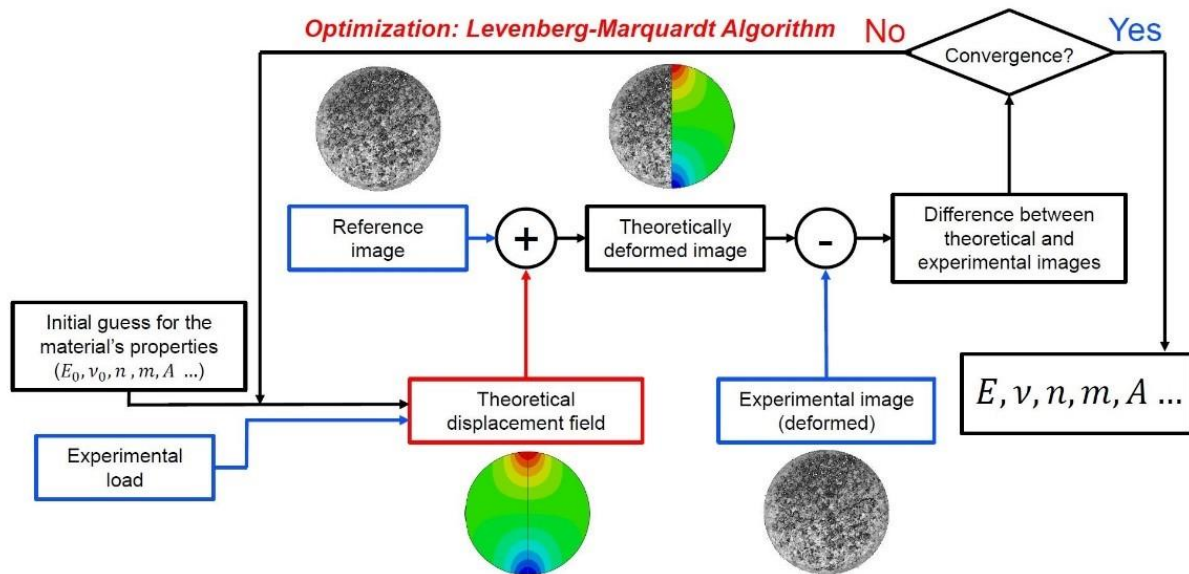 Optimization: Levenberg-Marquardt Algorithm
No
Yes
Convergence?
Reference
image
+
Theoretically
deformed image
-
Difference between
theoretical and
experimental images
Initial guess for the
material's properties
(E₀, ν₀, n , m, A ...)
Theoretical
displacement field
Experimental image
(deformed)
E, ν, n, m, A ...
Experimental
load